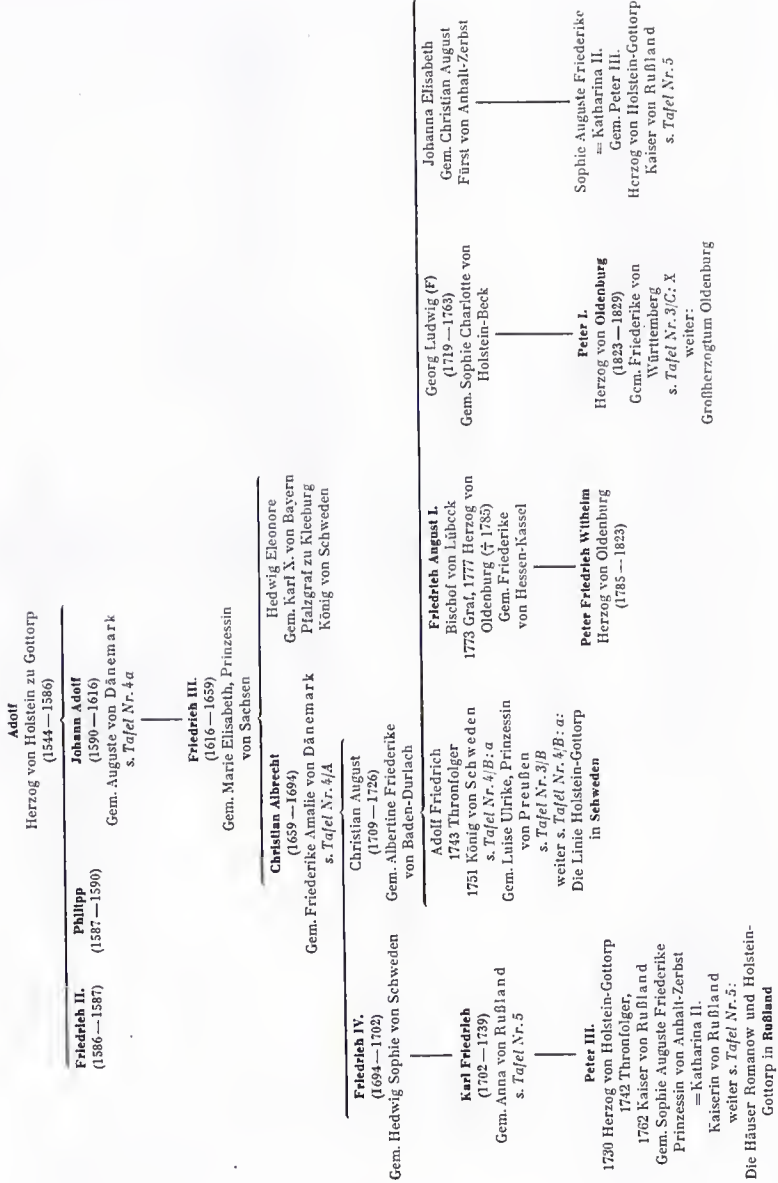 Adolf
Herzog von Holstein zu Gottorp
(1544—1586)
Friedrich II.
(1586—1587)
Philipp
(1587—1590)
Johann Adolf
(1590—1616)
Gem. Auguste von Dänemark
s. Tafel Nr. 4a
Friedrich III.
(1616—1659)
Gem. Marie Elisabeth, Prinzessin
von Sachsen
Christian Albrecht
(1659—1694)
Gem. Friederike Amalie von Dänemark
s. Tafel Nr. 4/A
Hedwig Eleonore
Gem. Karl X. von Bayern
Pfalzgraf zu Kleeburg
König von Schweden
Friedrich IV.
(1694—1702)
Gem. Hedwig Sophie von Schweden
Christian August
(1709—1726)
Gem. Albertine Friederike
von Baden-Durlach
Karl Friedrich
(1702—1739)
Gem. Anna von Rußland
s. Tafel Nr. 5
Adolf Friedrich
1743 Thronfolger
1751 König von Schweden
s. Tafel Nr. 4/B: a
Gem. Luise Ulrike, Prinzessin
von Preußen
s. Tafel Nr. 3/B
weiter s. Tafel Nr. 4/B: a:
Die Linie Holstein-Gottorp
in Schweden
Friedrich August I.
Bischof von Lübeck
1773 Graf, 1777 Herzog von
Oldenburg († 1785)
Gem. Friederike
von Hessen-Kassel
Georg Ludwig (F)
(1719—1763)
Gem. Sophie Charlotte von
Holstein-Beck
Johanna Elisabeth
Gem. Christian August
Fürst von Anhalt-Zerbst
Peter III.
1730 Herzog von Holstein-Gottorp
1742 Thronfolger,
1762 Kaiser von Rußland
Gem. Sophie Auguste Friederike
Prinzessin von Anhalt-Zerbst
= Katharina II.
Kaiserin von Rußland
weiter s. Tafel Nr. 5:
Die Häuser Romanow und Holstein-
Gottorp in Rußland
Peter Friedrich Wilhelm
Herzog von Oldenburg
(1785—1823)
Peter I.
Herzog von Oldenburg
(1823—1829)
Gem. Friederike von
Württemberg
s. Tafel Nr. 3/C: X
weiter:
Großherzogtum Oldenburg
Sophie Auguste Friederike
= Katharina II.
Gem. Peter III.
Herzog von Holstein-Gottorp
Kaiser von Rußland
s. Tafel Nr. 5